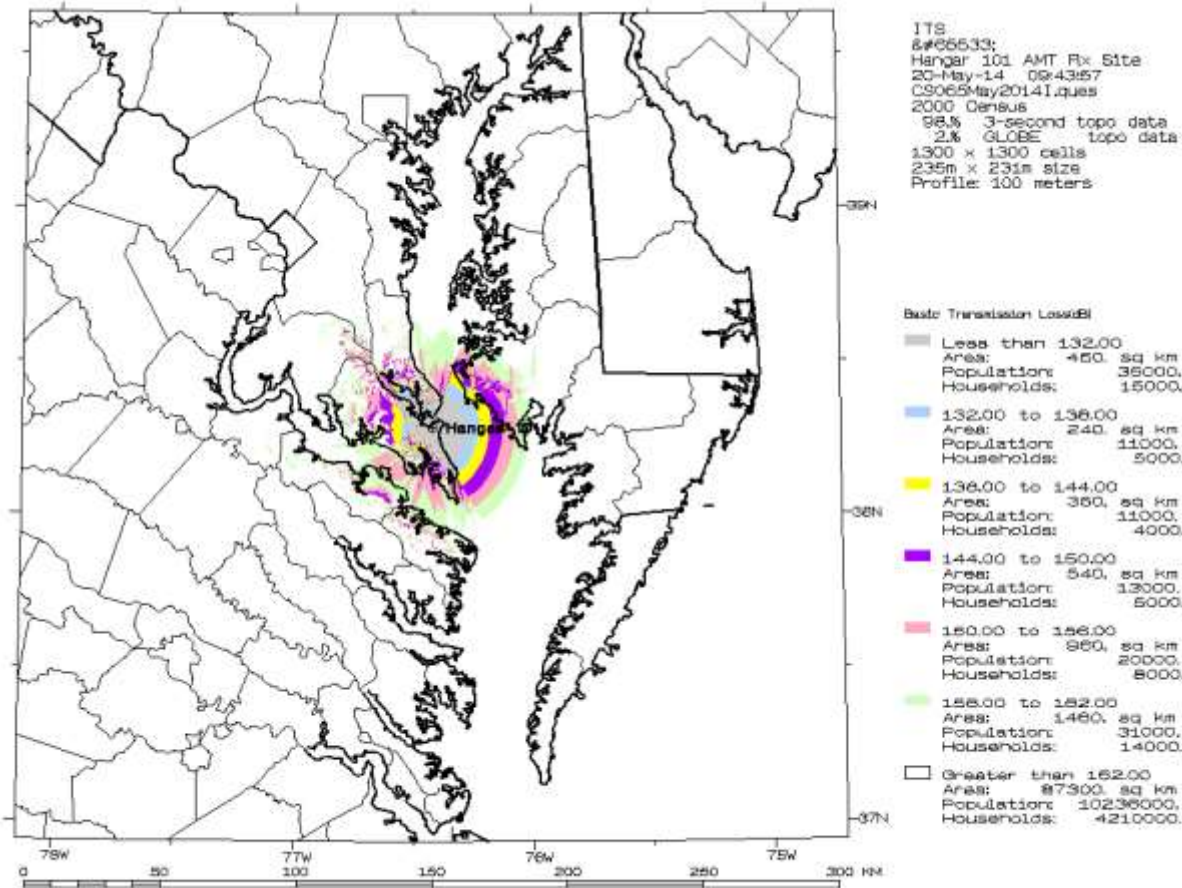 ITS
&#65533;
Hangar 101 AMT Rx Site
20-May-14 09:43:57
CS065May2014I.ques
2000 Census
98.% 3-second topo data
2.% GLOBE topo data
1300 x 1300 cells
235m x 231m size
Profile: 100 meters
39N
Basic Transmission Loss(dB)
Less than 132.00
Area: 460. sq km
Population: 36000.
Households: 15000.
132.00 to 138.00
Area: 240. sq km
Population: 11000.
Households: 5000.
Hangar
138.00 to 144.00
Area: 360. sq km
Population: 11000.
Households: 4000.
38N
144.00 to 150.00
Area: 540. sq km
Population: 13000.
Households: 5000.
150.00 to 156.00
Area: 960. sq km
Population: 20000.
Households: 8000.
156.00 to 162.00
Area: 1460. sq km
Population: 31000.
Households: 14000.
Greater than 162.00
Area: 87300. sq km
Population: 10236000.
Households: 4210000.
37N
78W 77W 76W 75W
0 50 100 150 200 250 300 KM